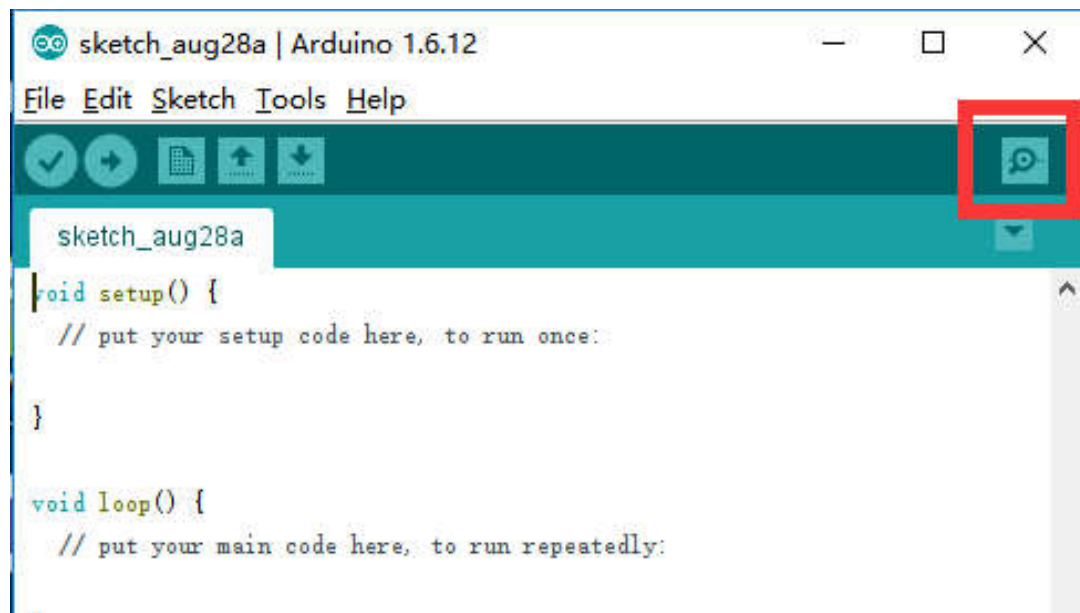 sketch_aug28a | Arduino 1.6.12
File Edit Sketch Tools Help
sketch_aug28a
void setup() {
  // put your setup code here, to run once:
}
void loop() {
  // put your main code here, to run repeatedly: